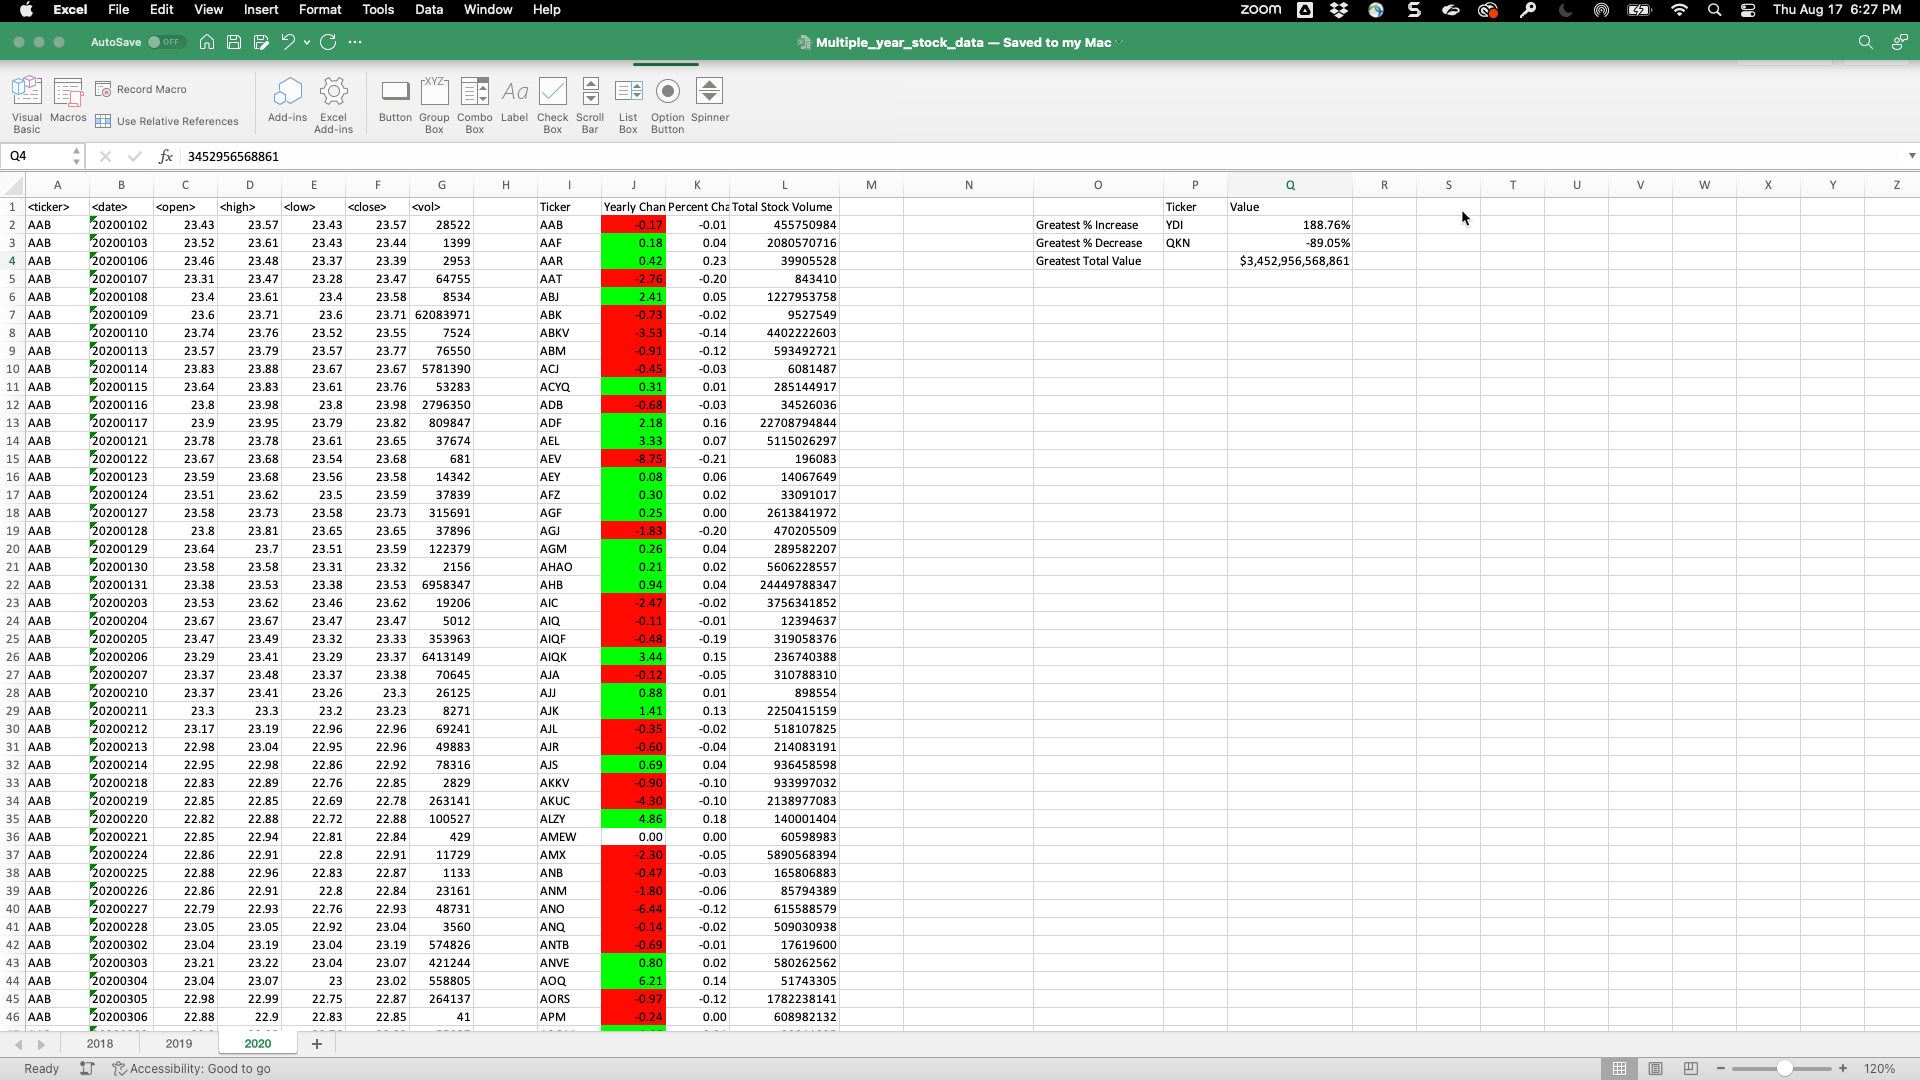 Excel File Edit View Insert Format Tools Data Window Help zoom Thu Aug 17 6:27 PM
AutoSave OFF Multiple_year_stock_data — Saved to my Mac
Visual Basic Macros Record Macro Use Relative References Add-ins Excel Add-ins Button Group Box Combo Box Label Check Box Scroll Bar List Box Option Button Spinner
Q4 fx 3452956568861
A B C D E F G H I J K L M N O P Q R S T U V W X Y Z
1 <ticker> <date> <open> <high> <low> <close> <vol> Ticker Yearly Chan Percent Cha Total Stock Volume Ticker Value
2 AAB 20200102 23.43 23.57 23.43 23.57 28522 AAB -0.17 -0.01 455750984 Greatest % Increase YDI 188.76%
3 AAB 20200103 23.52 23.61 23.43 23.44 1399 AAF 0.18 0.04 2080570716 Greatest % Decrease QKN -89.05%
4 AAB 20200106 23.46 23.48 23.37 23.39 2953 AAR 0.42 0.23 39905528 Greatest Total Value $3,452,956,568,861
5 AAB 20200107 23.31 23.47 23.28 23.47 64755 AAT -2.76 -0.20 843410
6 AAB 20200108 23.4 23.61 23.4 23.58 8534 ABJ 2.41 0.05 1227953758
7 AAB 20200109 23.6 23.71 23.6 23.71 62083971 ABK -0.73 -0.02 9527549
8 AAB 20200110 23.74 23.76 23.52 23.55 7524 ABKV -3.53 -0.14 4402222603
9 AAB 20200113 23.57 23.79 23.57 23.77 76550 ABM -0.91 -0.12 593492721
10 AAB 20200114 23.83 23.88 23.67 23.67 5781390 ACJ -0.45 -0.03 6081487
11 AAB 20200115 23.64 23.83 23.61 23.76 53283 ACYQ 0.31 0.01 285144917
12 AAB 20200116 23.8 23.98 23.8 23.98 2796350 ADB -0.68 -0.03 34526036
13 AAB 20200117 23.9 23.95 23.79 23.82 809847 ADF 2.18 0.16 22708794844
14 AAB 20200121 23.78 23.78 23.61 23.65 37674 AEL 3.33 0.07 5115026297
15 AAB 20200122 23.67 23.68 23.54 23.68 681 AEV -8.75 -0.21 196083
16 AAB 20200123 23.59 23.68 23.56 23.58 14342 AEY 0.08 0.06 14067649
17 AAB 20200124 23.51 23.62 23.5 23.59 37839 AFZ 0.30 0.02 33091017
18 AAB 20200127 23.58 23.73 23.58 23.73 315691 AGF 0.25 0.00 2613841972
19 AAB 20200128 23.8 23.81 23.65 23.65 37896 AGJ -1.83 -0.20 470205509
20 AAB 20200129 23.64 23.7 23.51 23.59 122379 AGM 0.26 0.04 289582207
21 AAB 20200130 23.58 23.58 23.31 23.32 2156 AHAO 0.21 0.02 5606228557
22 AAB 20200131 23.38 23.53 23.38 23.53 6958347 AHB 0.94 0.04 24449788347
23 AAB 20200203 23.53 23.62 23.46 23.62 19206 AIC -2.47 -0.02 3756341852
24 AAB 20200204 23.67 23.67 23.47 23.47 5012 AIQ -0.11 -0.01 12394637
25 AAB 20200205 23.47 23.49 23.32 23.33 353963 AIQF -0.48 -0.19 319058376
26 AAB 20200206 23.29 23.41 23.29 23.37 6413149 AIQK 3.44 0.15 236740388
27 AAB 20200207 23.37 23.48 23.37 23.38 70645 AJA -0.12 -0.05 310788310
28 AAB 20200210 23.37 23.41 23.26 23.3 26125 AJJ 0.88 0.01 898554
29 AAB 20200211 23.3 23.3 23.2 23.23 8271 AJK 1.41 0.13 2250415159
30 AAB 20200212 23.17 23.19 22.96 22.96 69241 AJL -0.35 -0.02 518107825
31 AAB 20200213 22.98 23.04 22.95 22.96 49883 AJR -0.60 -0.04 214083191
32 AAB 20200214 22.95 22.98 22.86 22.92 78316 AJS 0.69 0.04 936458598
33 AAB 20200218 22.83 22.89 22.76 22.85 2829 AKKV -0.90 -0.10 933997032
34 AAB 20200219 22.85 22.85 22.69 22.78 263141 AKUC -4.30 -0.10 2138977083
35 AAB 20200220 22.82 22.88 22.72 22.88 100527 ALZY 4.86 0.18 140001404
36 AAB 20200221 22.85 22.94 22.81 22.84 429 AMEW 0.00 0.00 60598983
37 AAB 20200224 22.86 22.91 22.8 22.91 11729 AMX -2.30 -0.05 5890568394
38 AAB 20200225 22.88 22.96 22.83 22.87 1133 ANB -0.47 -0.03 165806883
39 AAB 20200226 22.86 22.91 22.8 22.84 23161 ANM -1.80 -0.06 85794389
40 AAB 20200227 22.79 22.93 22.76 22.93 48731 ANO -6.44 -0.12 615588579
41 AAB 20200228 23.05 23.05 22.92 23.04 3560 ANQ -0.14 -0.02 509030938
42 AAB 20200302 23.04 23.19 23.04 23.19 574826 ANTB -0.69 -0.01 17619600
43 AAB 20200303 23.21 23.22 23.04 23.07 421244 ANVE 0.80 0.02 580262562
44 AAB 20200304 23.04 23.07 23 23.02 558805 AOQ 6.21 0.14 51743305
45 AAB 20200305 22.98 22.99 22.75 22.87 264137 AORS -0.97 -0.12 1782238141
46 AAB 20200306 22.88 22.9 22.83 22.85 41 APM -0.24 0.00 608982132
2018 2019 2020 +
Ready Accessibility: Good to go 120%